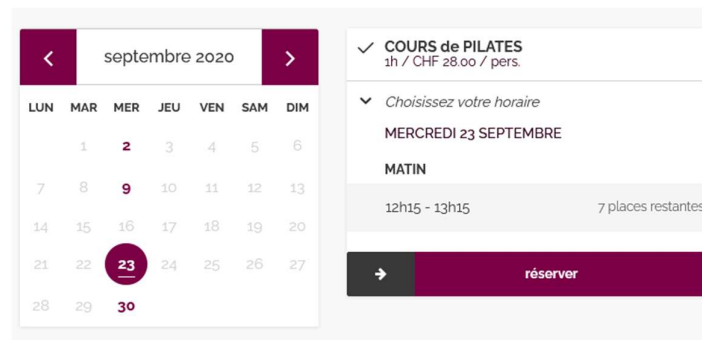 septembre 2020
LUN MAR MER JEU VEN SAM DIM
1 2 3 4 5 6
7 8 9 10 11 12 13
14 15 16 17 18 19 20
21 22 23 24 25 26 27
28 29 30
COURS de PILATES
1h / CHF 28.00 / pers.
Choisissez votre horaire
MERCREDI 23 SEPTEMBRE
MATIN
12h15 - 13h15 7 places restantes
réserver